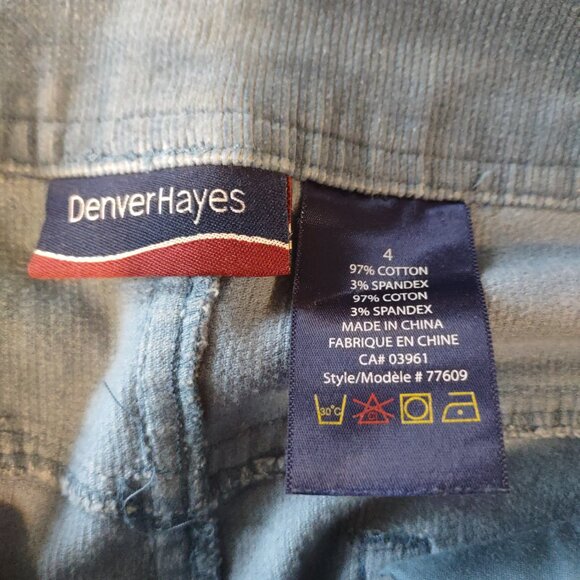 DenverHayes
4
97% COTTON
3% SPANDEX
97% COTON
3% SPANDEX
MADE IN CHINA
FABRIQUE EN CHINE
CA# 03961
Style/Modèle # 77609
30°C